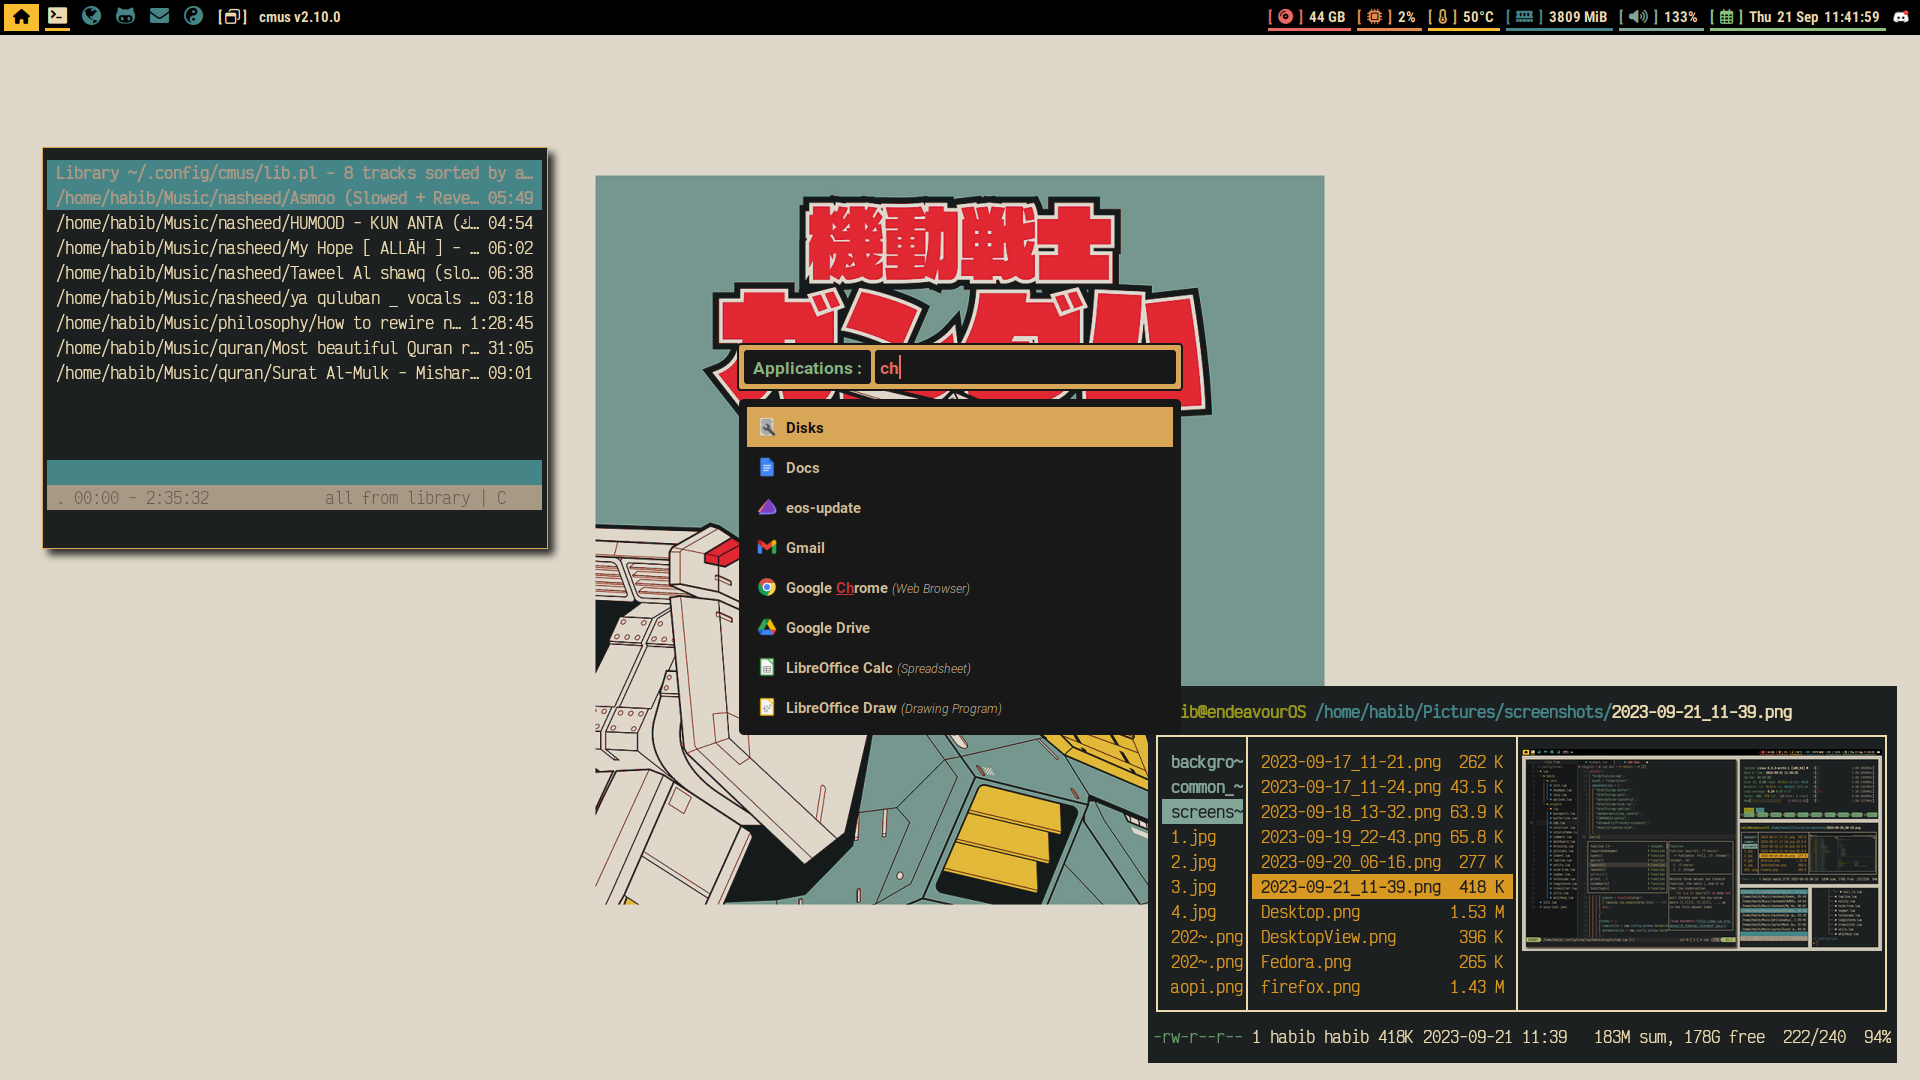 cmus v2.10.0
[ ] 44 GB [ ] 2% [ ] 50°C [ ] 3809 MiB [ ] 133% [ ] Thu 21 Sep 11:41:59
Library ~/.config/cmus/lib.pl - 8 tracks sorted by a…
/home/habib/Music/nasheed/Asmoo (Slowed + Reve… 05:49
/home/habib/Music/nasheed/HUMOOD - KUN ANTA (ك… 04:54
/home/habib/Music/nasheed/My Hope [ ALLĀH ] - … 06:02
/home/habib/Music/nasheed/Taweel Al shawq (slo… 06:38
/home/habib/Music/nasheed/ya quluban _ vocals … 03:18
/home/habib/Music/philosophy/How to rewire n… 1:28:45
/home/habib/Music/quran/Most beautiful Quran r… 31:05
/home/habib/Music/quran/Surat Al-Mulk - Mishar… 09:01
. 00:00 - 2:35:32 all from library | C
機動戦士
Applications : ch
Disks
Docs
eos-update
Gmail
Google Chrome (Web Browser)
Google Drive
LibreOffice Calc (Spreadsheet)
LibreOffice Draw (Drawing Program)
ib@endeavourOS /home/habib/Pictures/screenshots/2023-09-21_11-39.png
backgro~ 2023-09-17_11-21.png 262 K
common_~ 2023-09-17_11-24.png 43.5 K
screens~ 2023-09-18_13-32.png 63.9 K
1.jpg 2023-09-19_22-43.png 65.8 K
2.jpg 2023-09-20_06-16.png 277 K
3.jpg 2023-09-21_11-39.png 418 K
4.jpg Desktop.png 1.53 M
202~.png DesktopView.png 396 K
202~.png Fedora.png 265 K
aopi.png firefox.png 1.43 M
-rw-r--r-- 1 habib habib 418K 2023-09-21 11:39 183M sum, 178G free 222/240 94%